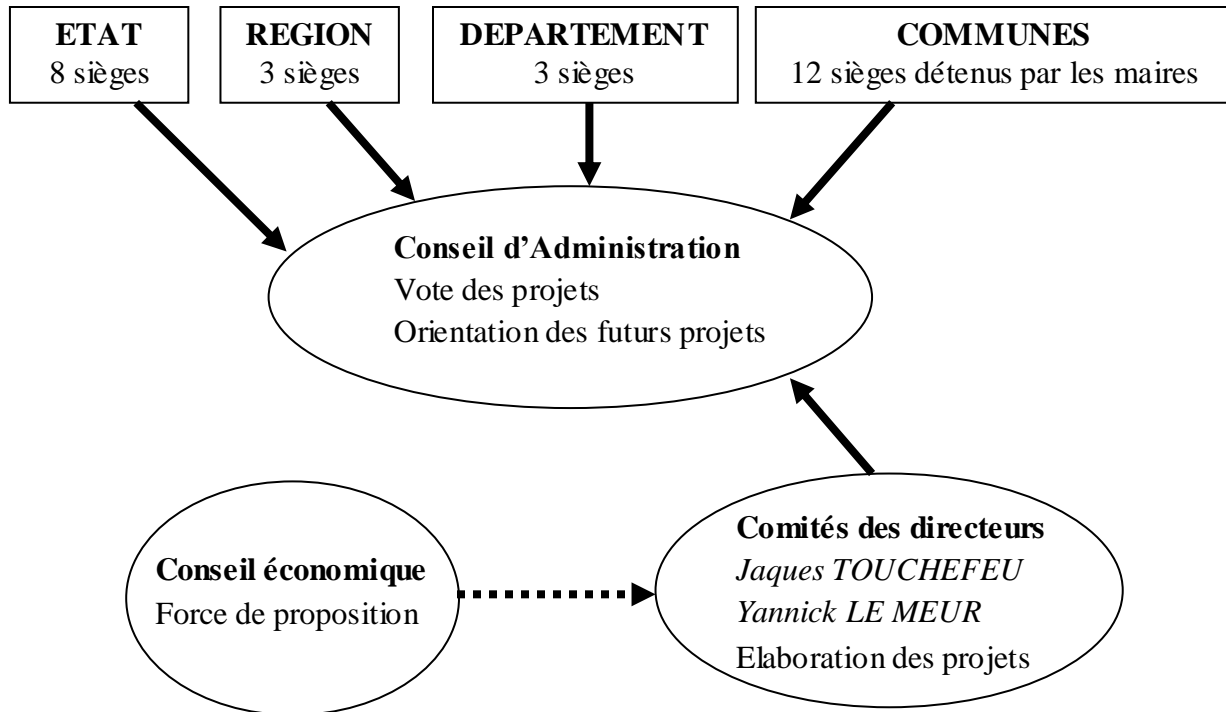 ETAT
8 sièges
REGION
3 sièges
DEPARTEMENT
3 sièges
COMMUNES
12 sièges détenus par les maires
Conseil d’Administration
Vote des projets
Orientation des futurs projets
Conseil économique
Force de proposition
Comités des directeurs
Jaques TOUCHEFEU
Yannick LE MEUR
Elaboration des projets